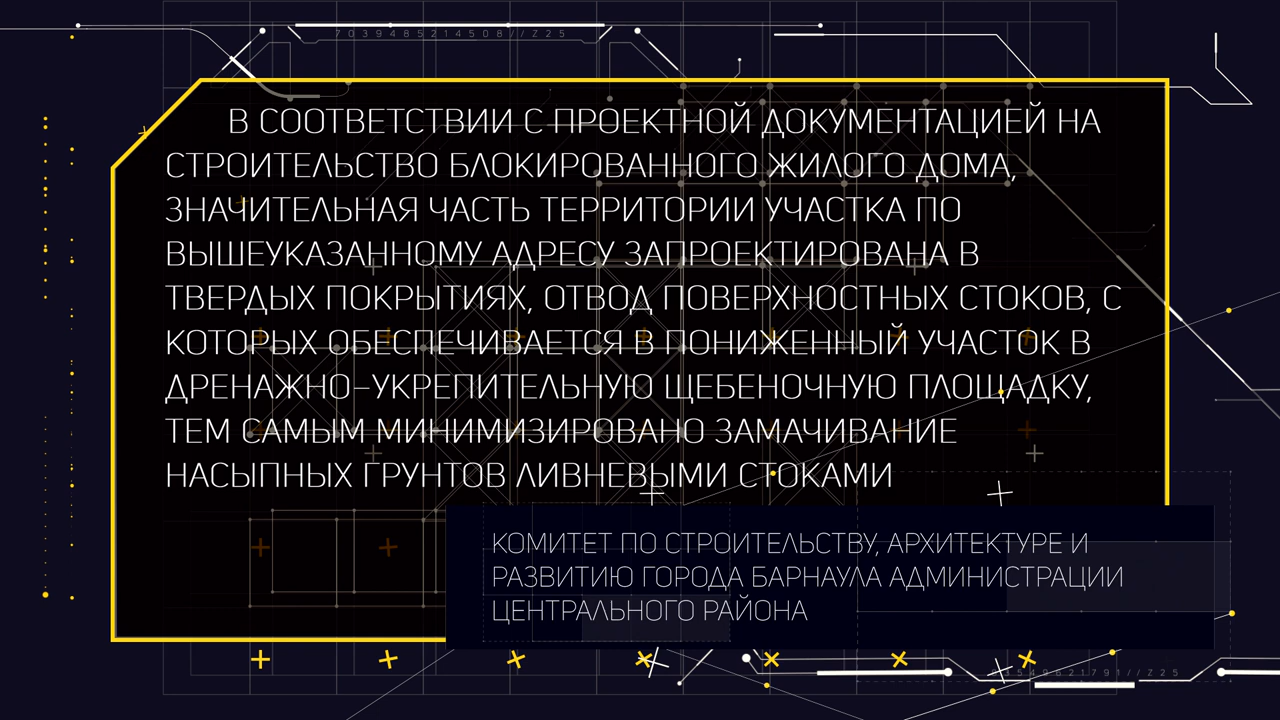 7039485214508//Z25
В СООТВЕТСТВИИ С ПРОЕКТНОЙ ДОКУМЕНТАЦИЕЙ НА
СТРОИТЕЛЬСТВО БЛОКИРОВАННОГО ЖИЛОГО ДОМА,
ЗНАЧИТЕЛЬНАЯ ЧАСТЬ ТЕРРИТОРИИ УЧАСТКА ПО
ВЫШЕУКАЗАННОМУ АДРЕСУ ЗАПРОЕКТИРОВАНА В
ТВЕРДЫХ ПОКРЫТИЯХ, ОТВОД ПОВЕРХНОСТНЫХ СТОКОВ, С
КОТОРЫХ ОБЕСПЕЧИВАЕТСЯ В ПОНИЖЕННЫЙ УЧАСТОК В
ДРЕНАЖНО-УКРЕПИТЕЛЬНУЮ ЩЕБЕНОЧНУЮ ПЛОЩАДКУ,
ТЕМ САМЫМ МИНИМИЗИРОВАНО ЗАМАЧИВАНИЕ
НАСЫПНЫХ ГРУНТОВ ЛИВНЕВЫМИ СТОКАМИ
КОМИТЕТ ПО СТРОИТЕЛЬСТВУ, АРХИТЕКТУРЕ И
РАЗВИТИЮ ГОРОДА БАРНАУЛА АДМИНИСТРАЦИИ
ЦЕНТРАЛЬНОГО РАЙОНА